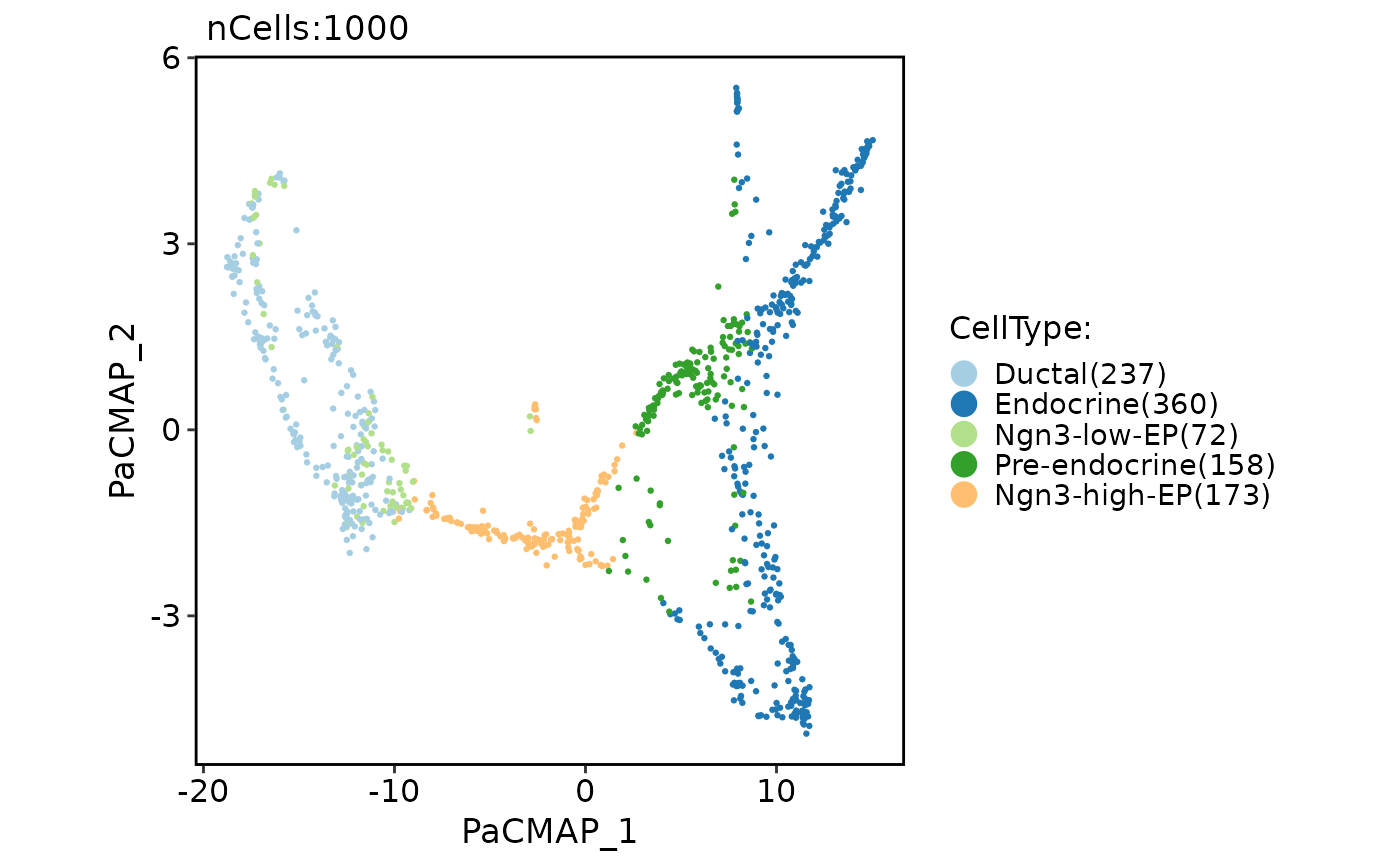 nCells:1000
6
3
0
-3
PaCMAP_2
-20 -10 0 10
PaCMAP_1
CellType:
Ductal(237)
Endocrine(360)
Ngn3-low-EP(72)
Pre-endocrine(158)
Ngn3-high-EP(173)